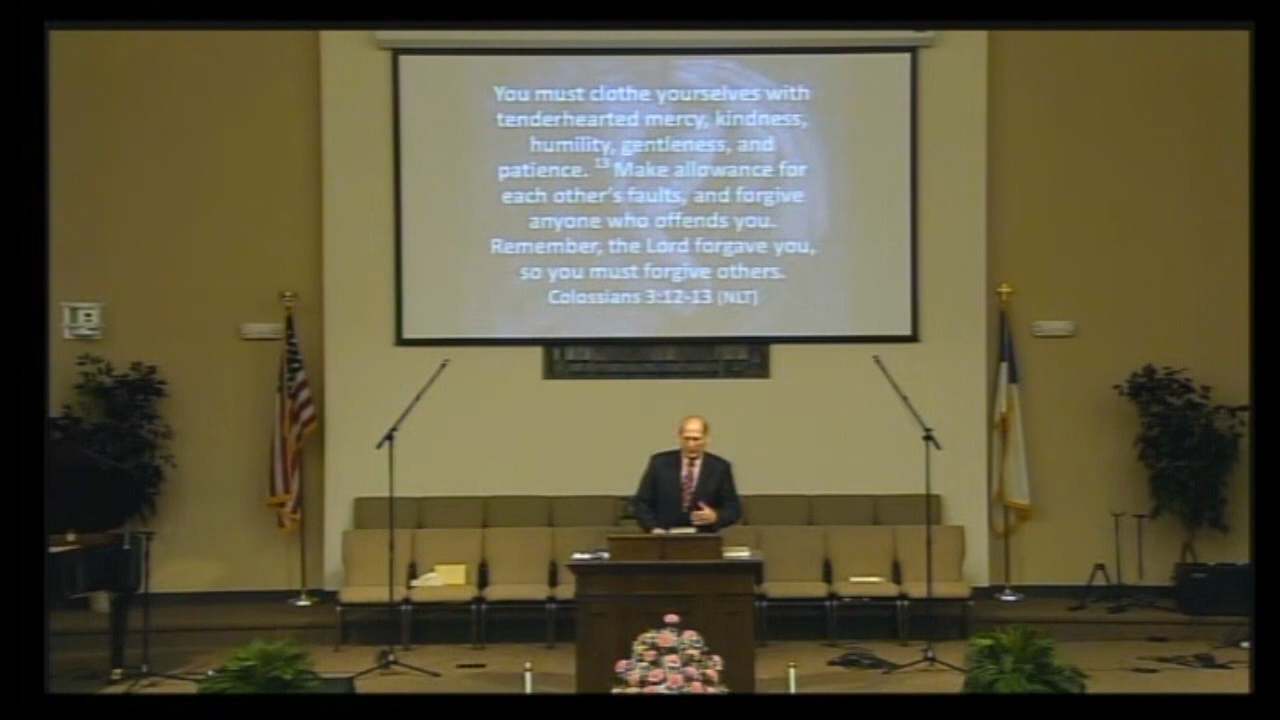 You must clothe yourselves with
tenderhearted mercy, kindness,
humility, gentleness, and
patience. ¹³ Make allowance for
each other's faults, and forgive
anyone who offends you.
Remember, the Lord forgave you,
so you must forgive others.
Colossians 3:12-13 (NLT)